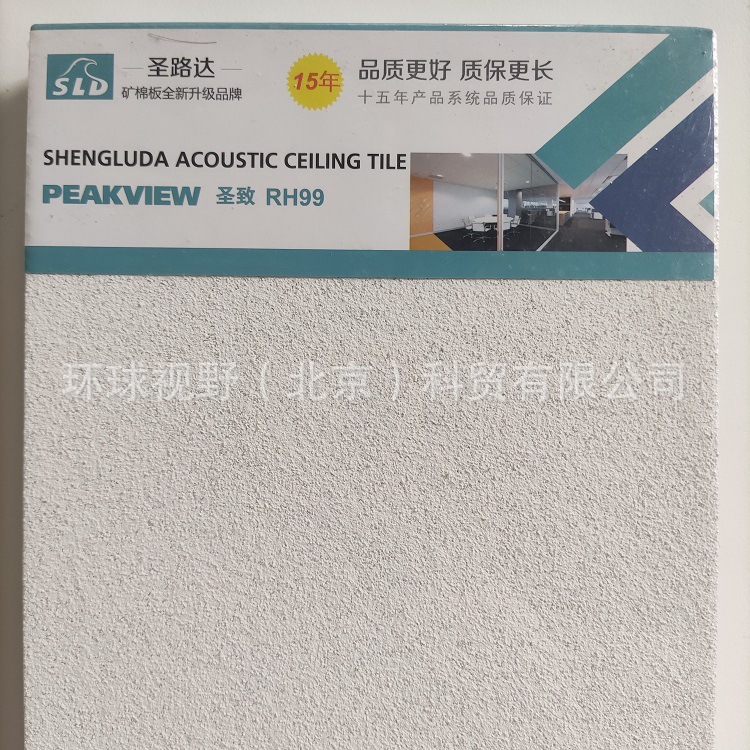 SLD
圣路达
矿棉板全新升级品牌
15年
品质更好 质保更长
十五年产品系统品质保证
SHENGLUDA ACOUSTIC CEILING TILE
PEAKVIEW 圣致 RH99
环球视野（北京）科贸有限公司